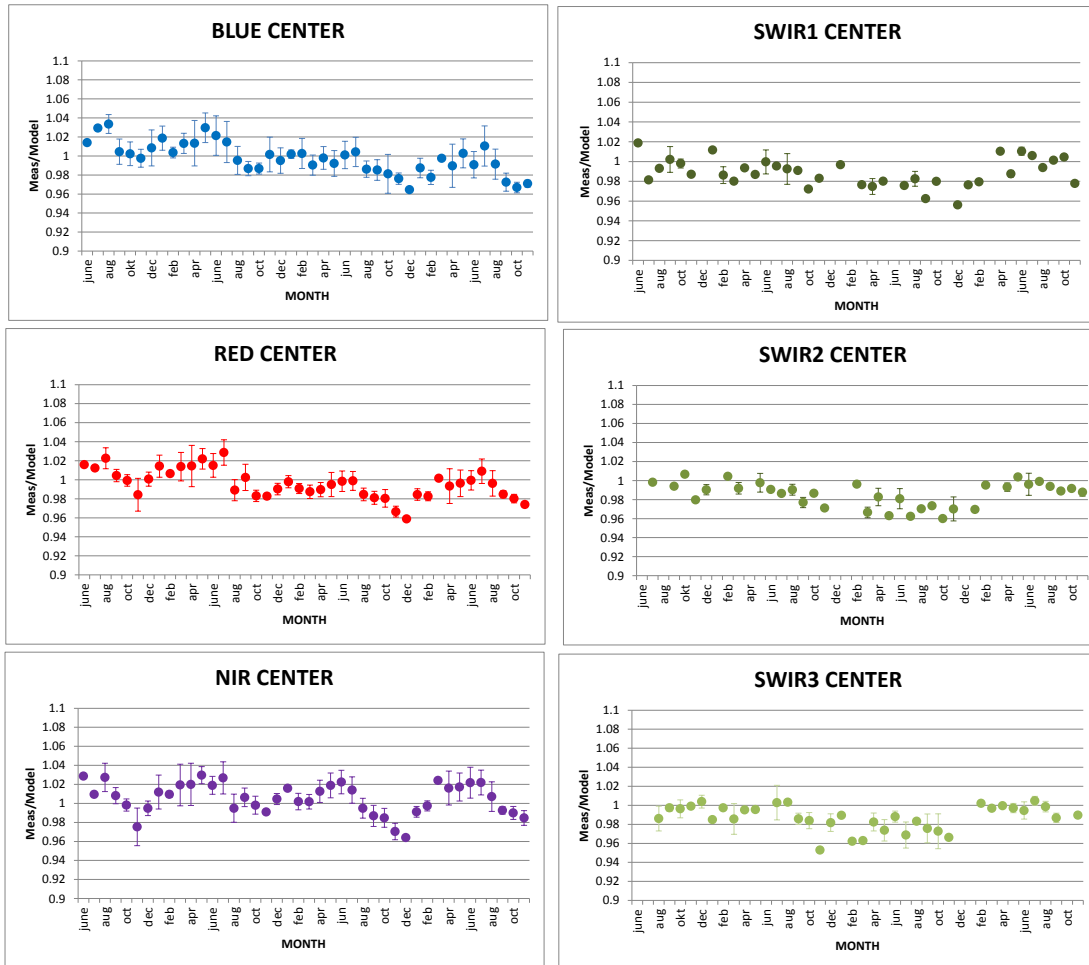 BLUE CENTER
Meas/Model
1.1
1.08
1.06
1.04
1.02
1
0.98
0.96
0.94
0.92
0.9
june aug okt dec feb apr june aug oct dec feb apr jun aug oct dec feb apr june aug oct
MONTH
SWIR1 CENTER
Meas/Model
1.1
1.08
1.06
1.04
1.02
1
0.98
0.96
0.94
0.92
0.9
june aug oct dec feb apr june aug oct dec feb apr jun aug oct dec feb apr june aug oct
MONTH
RED CENTER
Meas/Model
1.1
1.08
1.06
1.04
1.02
1
0.98
0.96
0.94
0.92
0.9
june aug oct dec feb apr june aug oct dec feb apr jun aug oct dec feb apr june aug oct
MONTH
SWIR2 CENTER
Meas/Model
1.1
1.08
1.06
1.04
1.02
1
0.98
0.96
0.94
0.92
0.9
june aug okt dec feb apr june aug oct dec feb apr jun aug oct dec feb apr june aug oct
MONTH
NIR CENTER
Meas/Model
1.1
1.08
1.06
1.04
1.02
1
0.98
0.96
0.94
0.92
0.9
june aug oct dec feb apr june aug oct dec feb apr jun aug oct dec feb apr june aug oct
MONTH
SWIR3 CENTER
Meas/Model
1.1
1.08
1.06
1.04
1.02
1
0.98
0.96
0.94
0.92
0.9
june aug okt dec feb apr jun aug oct dec feb apr jun aug oct dec feb apr june aug oct
MONTH